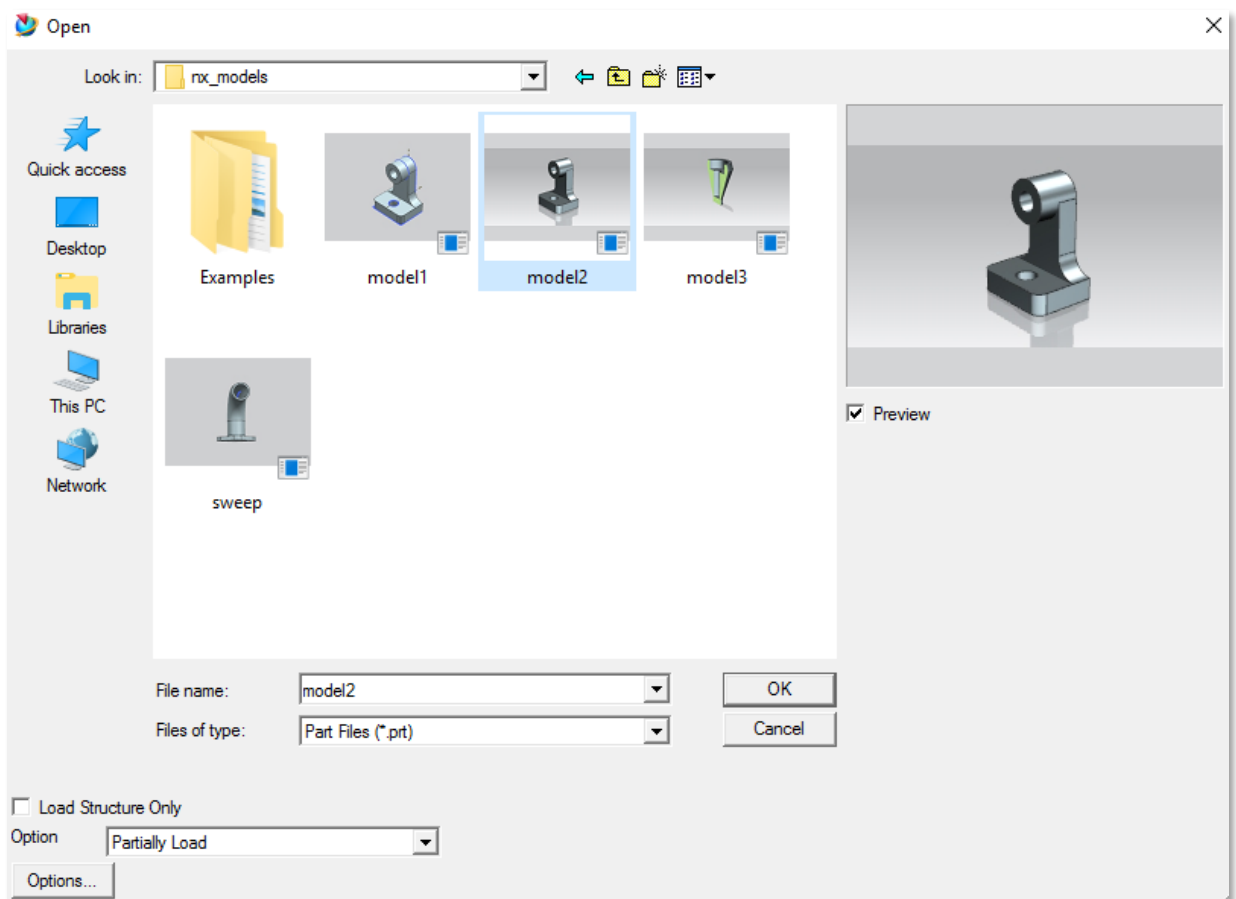 Open
Look in: nx_models
Quick access
Desktop
Libraries
This PC
Network
Examples model1 model2 model3
sweep
Preview
File name: model2 OK
Files of type: Part Files (*.prt) Cancel
Load Structure Only
Option Partially Load
Options...